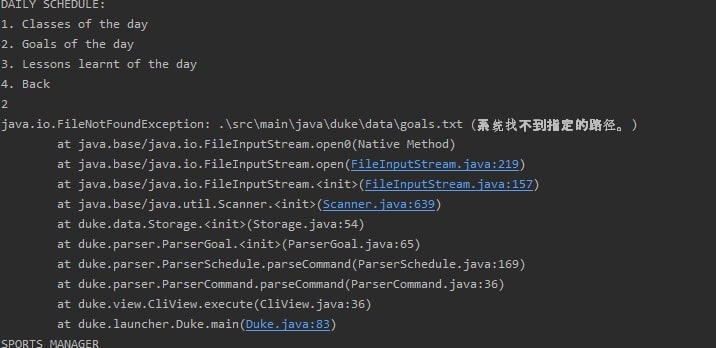 DAILY SCHEDULE:
1. Classes of the day
2. Goals of the day
3. Lessons learnt of the day
4. Back
2
java.io.FileNotFoundException: .\src\main\java\duke\data\goals.txt (系统找不到指定的路径。)
at java.base/java.io.FileInputStream.open0(Native Method)
at java.base/java.io.FileInputStream.open(FileInputStream.java:219)
at java.base/java.io.FileInputStream.<init>(FileInputStream.java:157)
at java.base/java.util.Scanner.<init>(Scanner.java:639)
at duke.data.Storage.<init>(Storage.java:54)
at duke.parser.ParserGoal.<init>(ParserGoal.java:65)
at duke.parser.ParserSchedule.parseCommand(ParserSchedule.java:169)
at duke.parser.ParserCommand.parseCommand(ParserCommand.java:36)
at duke.view.CliView.execute(CliView.java:36)
at duke.launcher.Duke.main(Duke.java:83)
SPORTS MANAGER